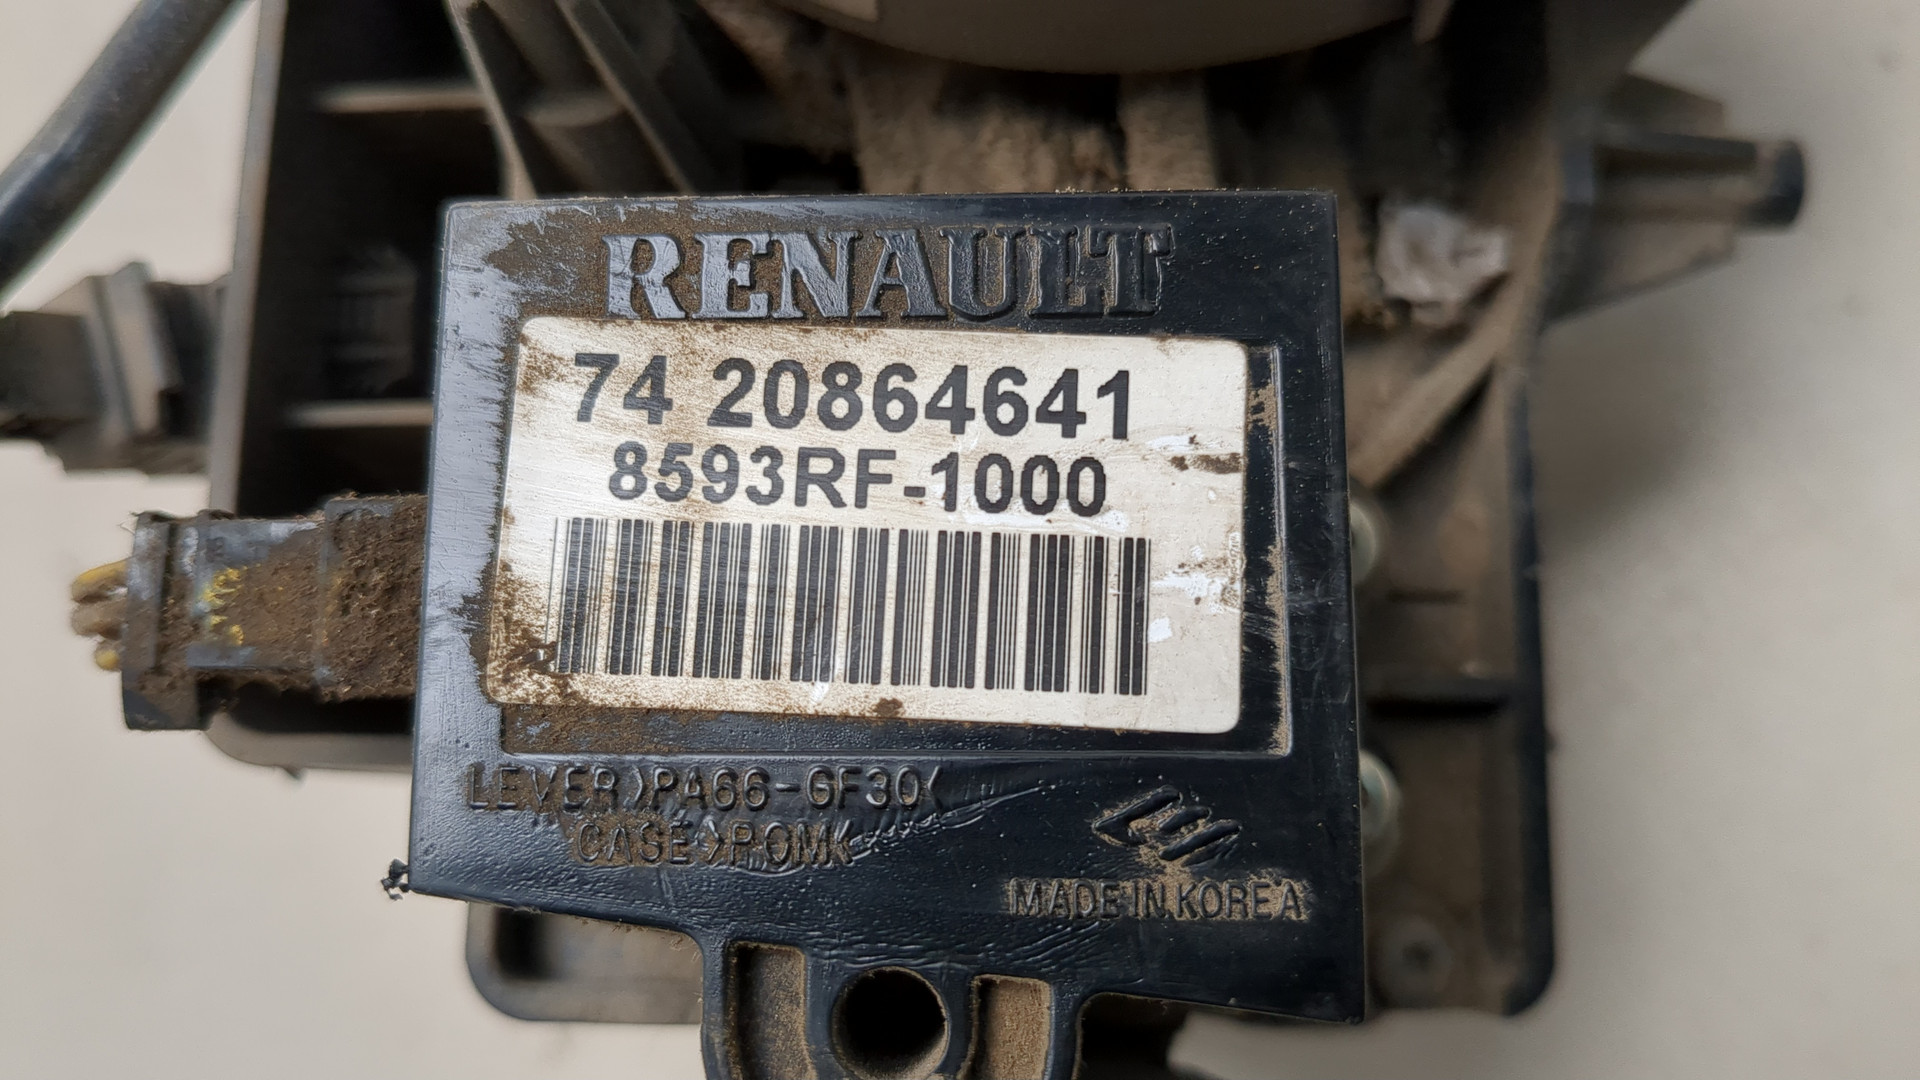 RENAULT
74 20864641
8593RF-1000
LEVER>PA66-GF30<
CASE>POM<
MADE IN KOREA